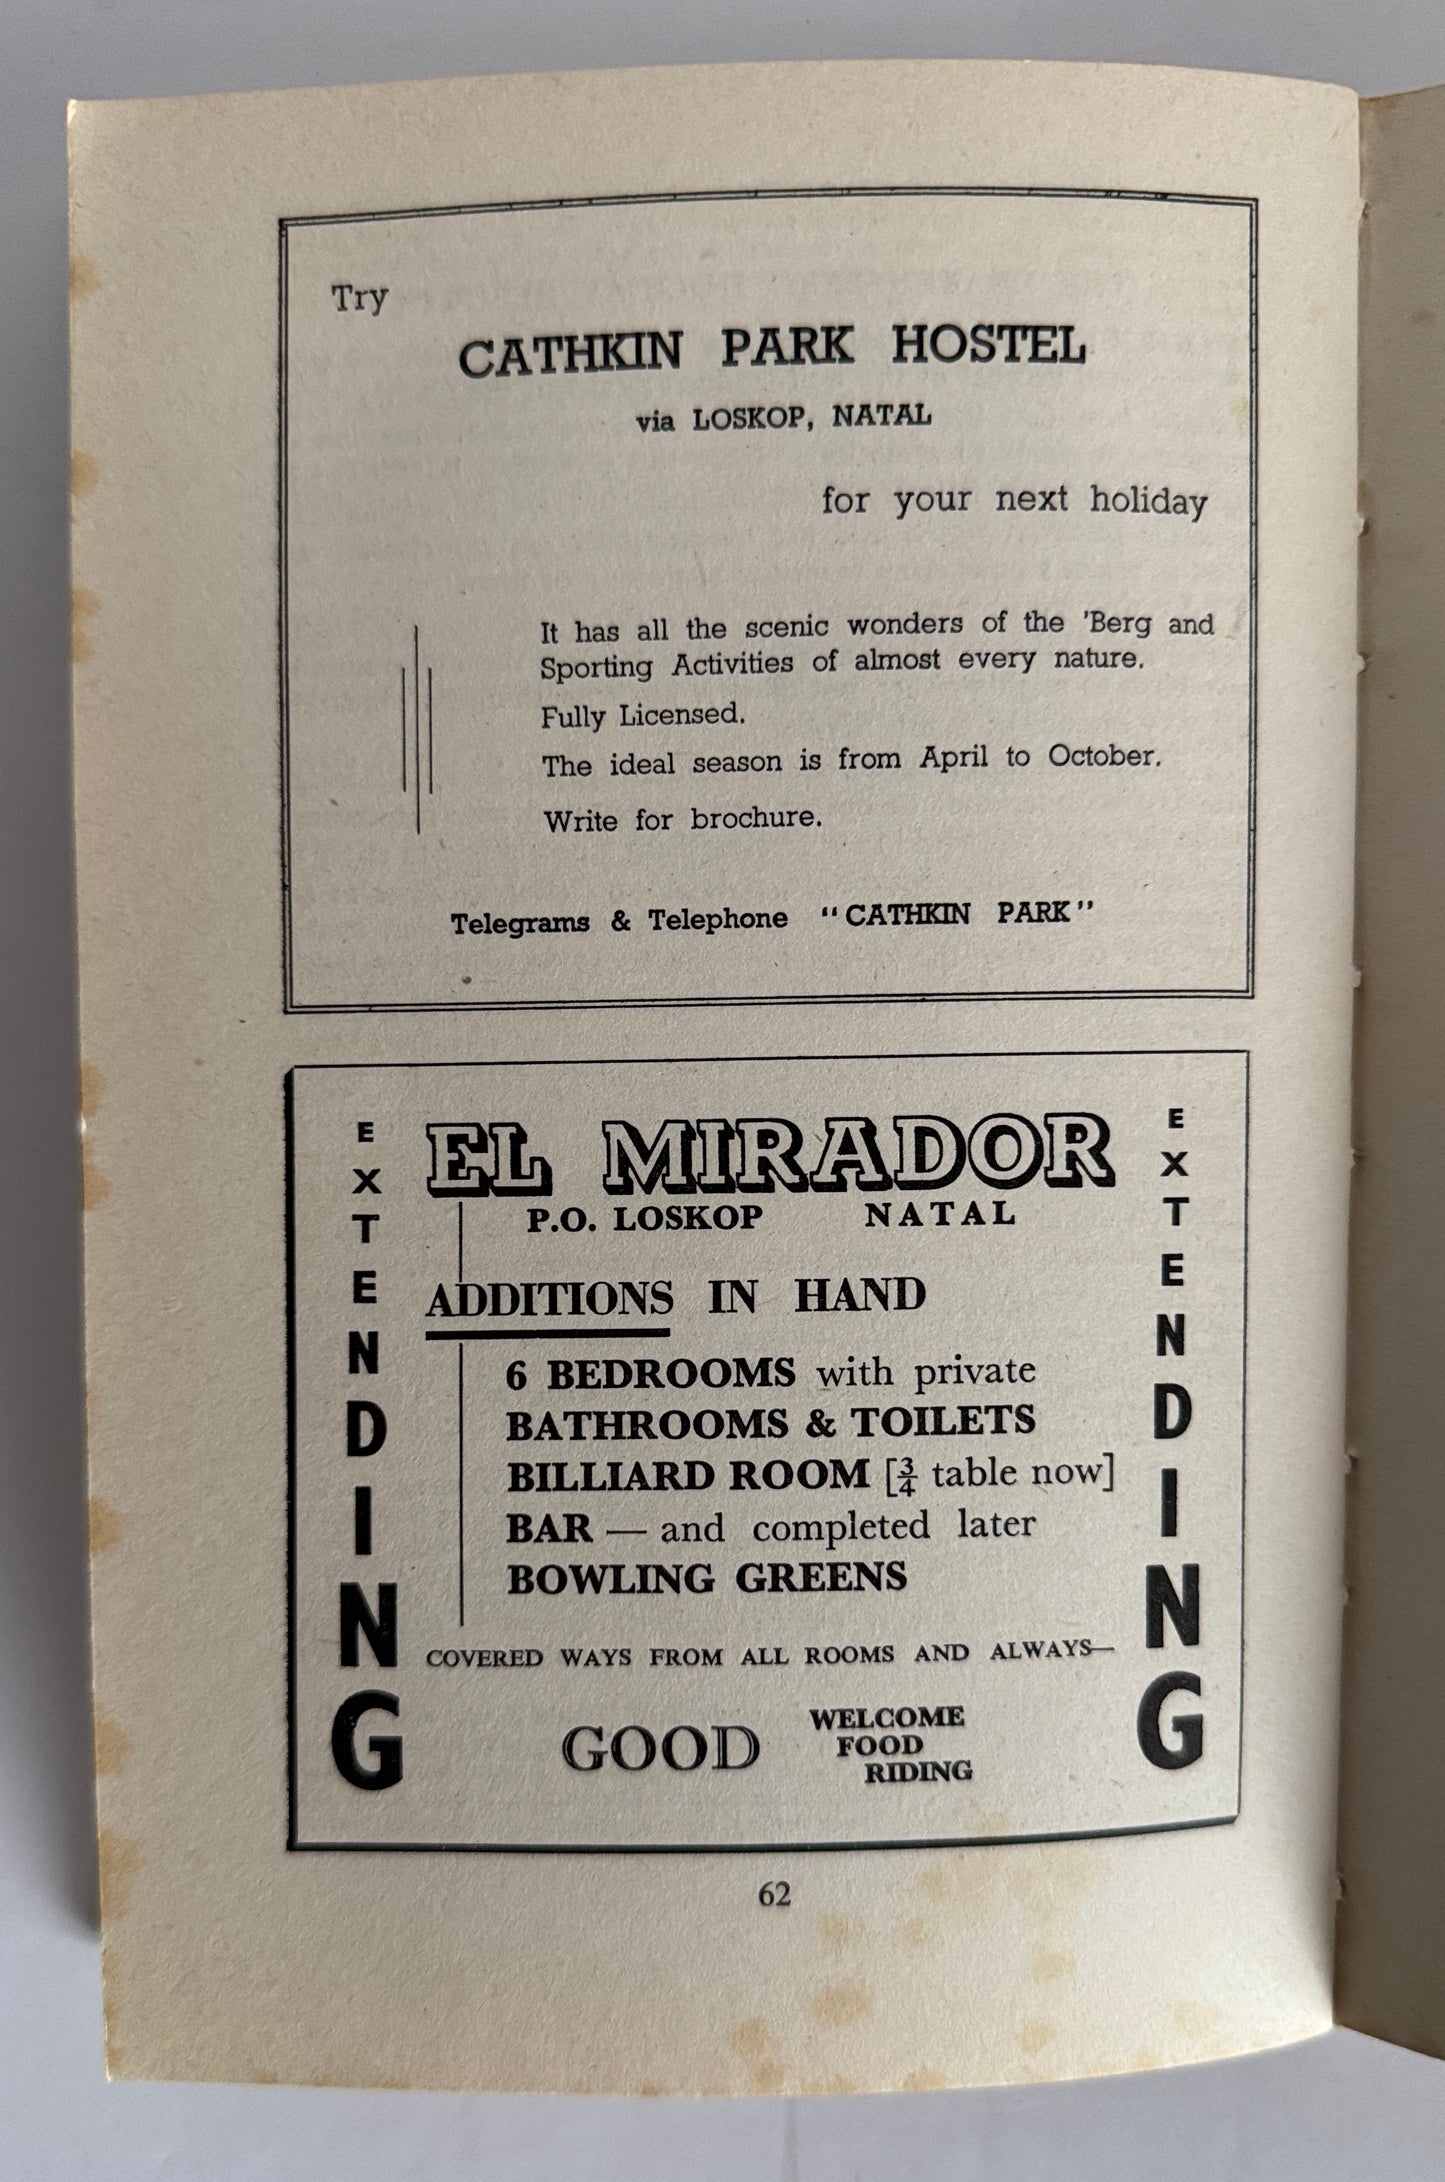 Try
CATHKIN PARK HOSTEL
via LOSKOP, NATAL
for your next holiday
It has all the scenic wonders of the 'Berg and
Sporting Activities of almost every nature.
Fully Licensed.
The ideal season is from April to October.
Write for brochure.
Telegrams & Telephone "CATHKIN PARK"
EXTENDING
EL MIRADOR
P.O. LOSKOP NATAL
ADDITIONS IN HAND
6 BEDROOMS with private
BATHROOMS & TOILETS
BILLIARD ROOM [¾ table now]
BAR — and completed later
BOWLING GREENS
COVERED WAYS FROM ALL ROOMS AND ALWAYS—
GOOD WELCOME
FOOD
RIDING
EXTENDING
62